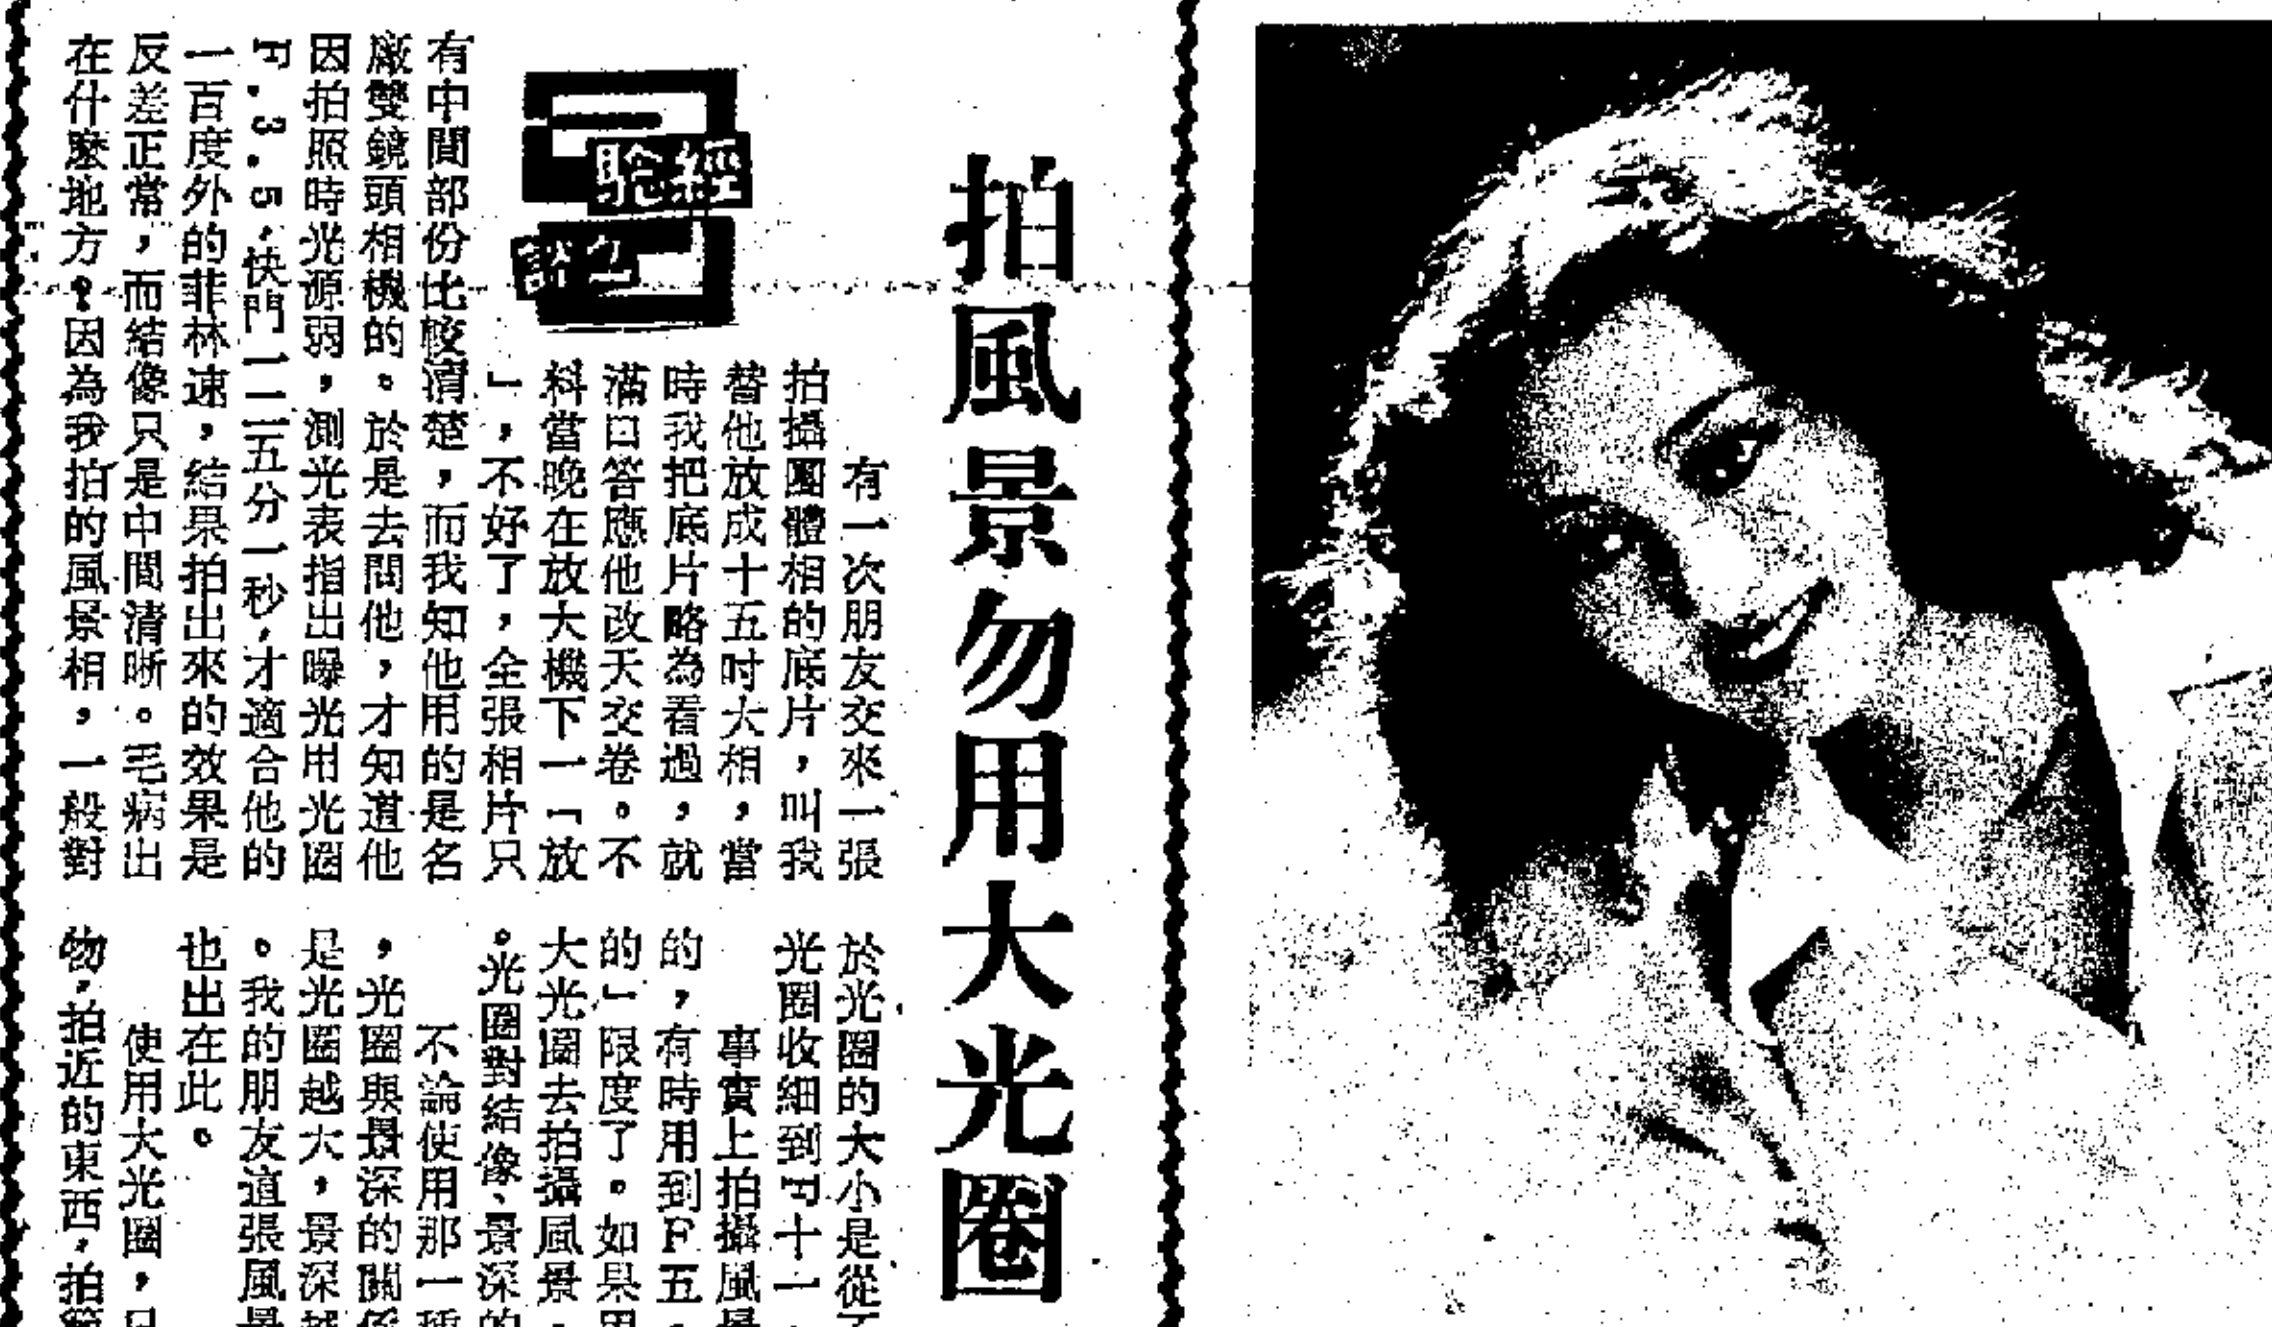 拍風景勿用大光圈
經驗
之談
有一次朋友交來一張
拍攝團體相的底片，叫我
替他放成十五吋大相，當
時我把底片略為看過，就
滿口答應他改天交卷。不
料當晚在放大機下一「放
」，不好了，全張相片只
有中間部份比較清楚，而我知他用的是名
廠雙鏡頭相機的。於是去問他，才知道他
因拍照時光源弱，測光表指出曝光用光圈
F.3.5，快門一二五分一秒，才適合他的
一百度外的菲林速，結果拍出來的效果是
反差正常，而結像只是中間清晰。毛病出
在什麼地方？因為我拍的風景相，一般對
於光圈的大小是從
光圈收細到F十一
事實上拍攝風
的，有時用到F五
的」限度了。如果
大光圈去拍攝風景，
。光圈對結像、景深的
不論使用那一
，光圈與景深的關係
是光圈越大，景深越
。我的朋友這張風景
也出在此。
使用大光圈，只
物，拍近的東西，拍